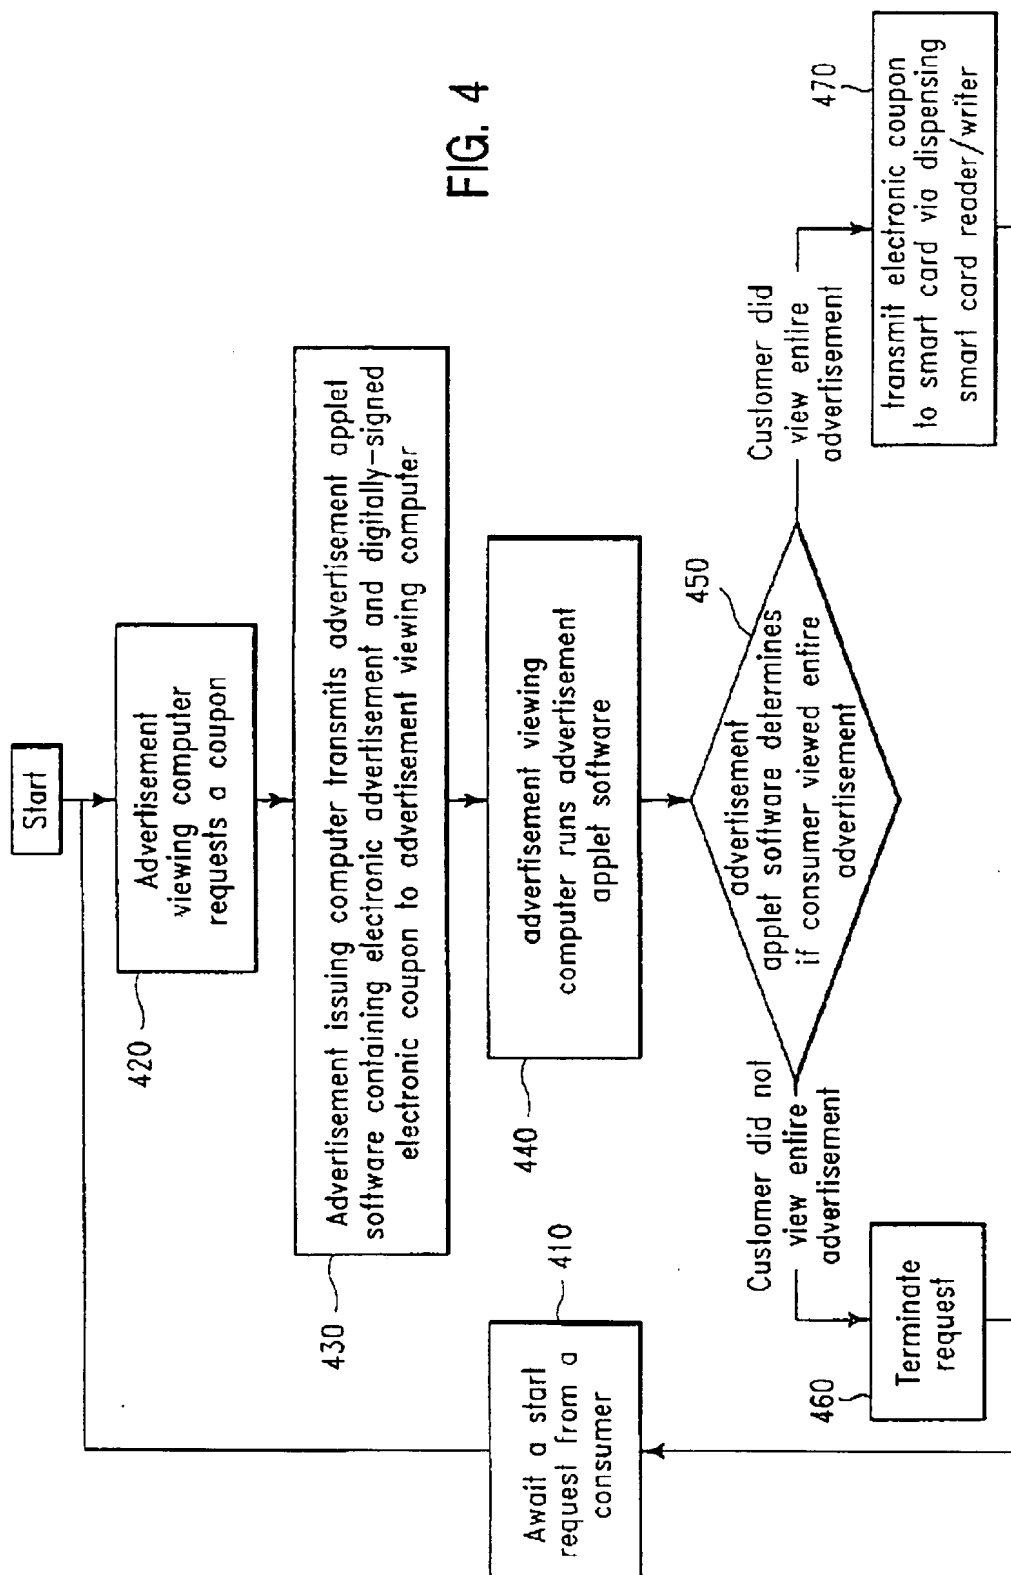 FIG. 4
Start
Advertisement
viewing computer
requests a coupon
420
Advertisement issuing computer transmits advertisement applet
software containing electronic advertisement and digitally-signed
electronic coupon to advertisement viewing computer
430
advertisement viewing
computer runs advertisement
applet software
440
Await a start
request from a
consumer
410
advertisement
applet software determines
if consumer viewed entire
advertisement
450
Customer did not
view entire
advertisement
Customer did
view entire
advertisement
Terminate
request
460
transmit electronic coupon
to smart card via dispensing
smart card reader/writer
470